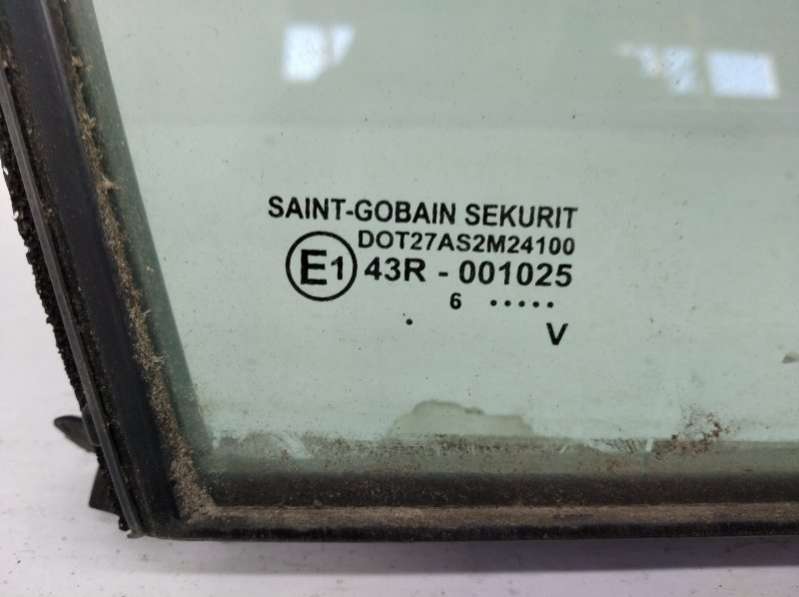 SAINT-GOBAIN SEKURIT
DOT27AS2M24100
E1 43R - 001025
6 .....
.
V